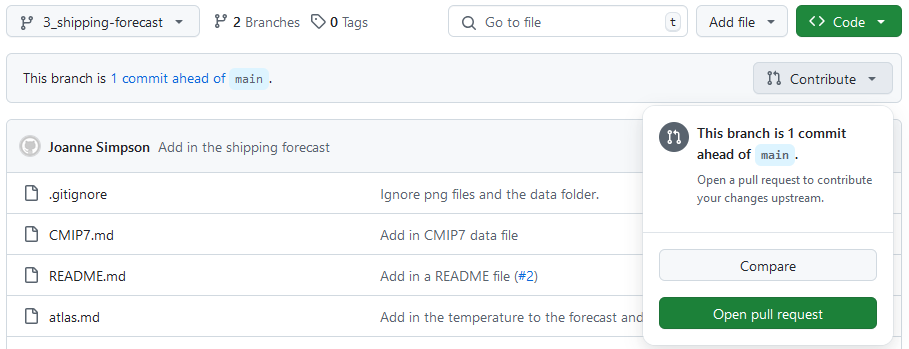 3_shipping-forecast 2 Branches 0 Tags Go to file t Add file Code
This branch is 1 commit ahead of main .
Contribute
This branch is 1 commit
ahead of main .
Open a pull request to contribute
your changes upstream.
Compare
Open pull request
Joanne Simpson Add in the shipping forecast
.gitignore Ignore png files and the data folder.
CMIP7.md Add in CMIP7 data file
README.md Add in a README file (#2)
atlas.md Add in the temperature to the forecast and